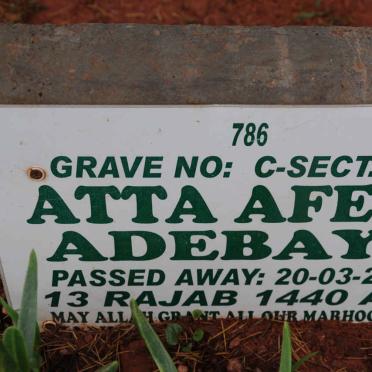 786
GRAVE NO: C-SECT.
ATTA AFE
ADEBAY
PASSED AWAY: 20-03-2
13 RAJAB 1440 A
MAY ALLAH GRANT ALL OUR MARHOO